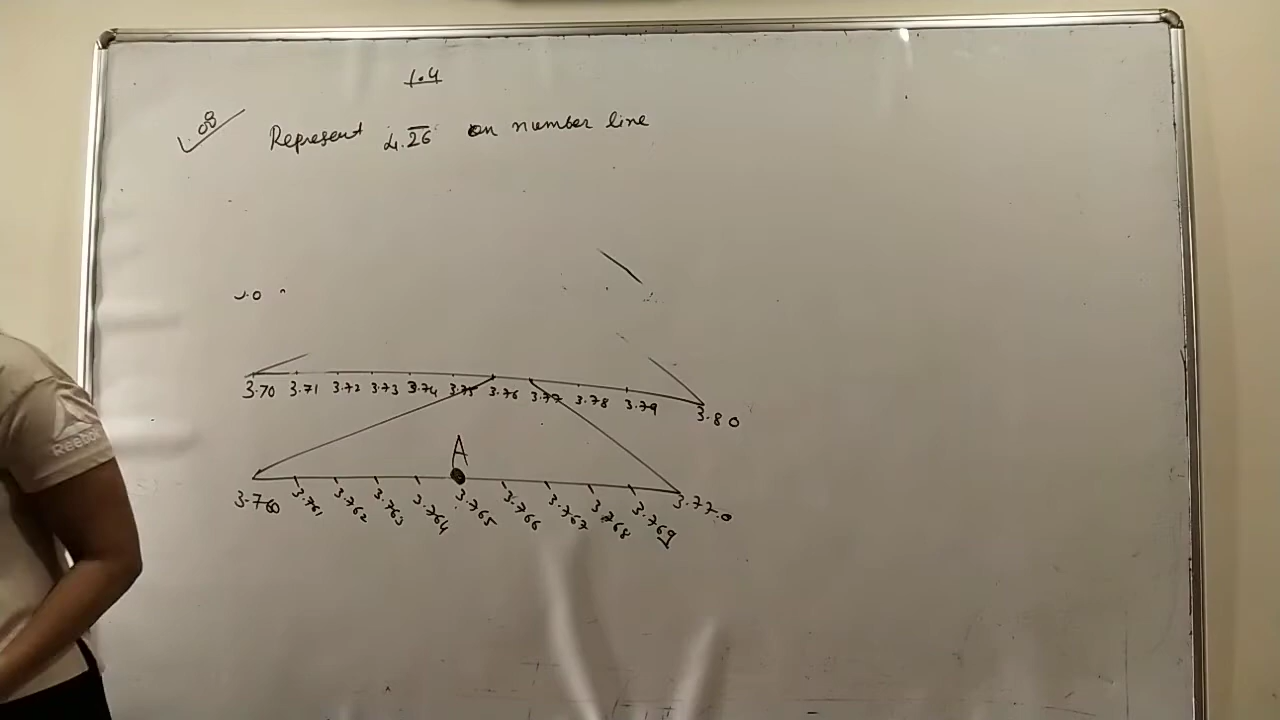 1.4
Represent 4.2̅6̅ on number line
3.70 3.71 3.72 3.73 3.74 3.75 3.76 3.77 3.78 3.79 3.80
A
3.760 3.761 3.762 3.763 3.764 3.765 3.766 3.767 3.768 3.769 3.770
Reebok